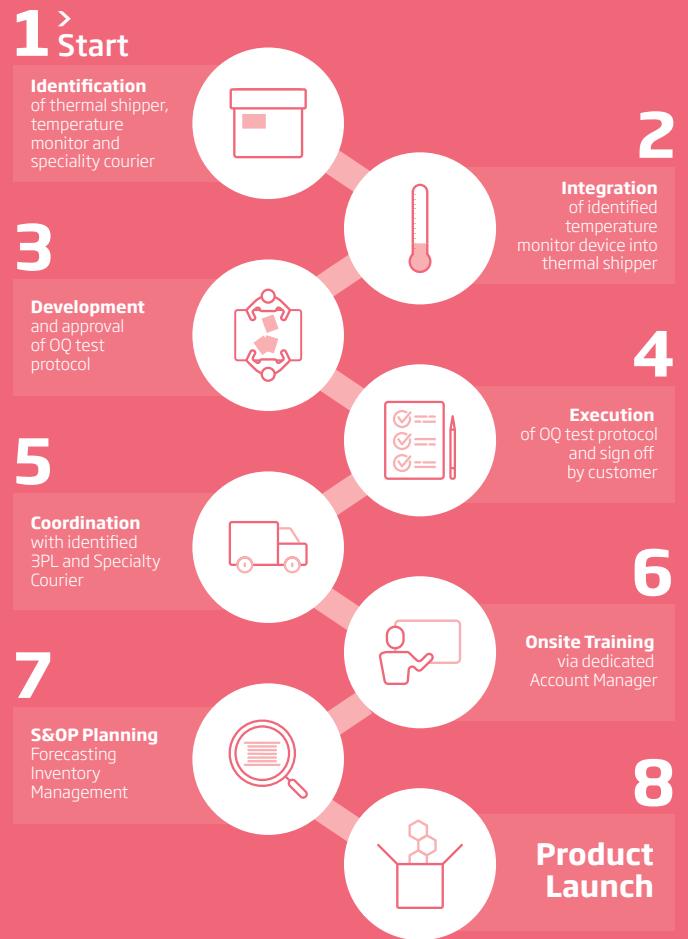 1 > Start
Identification
of thermal shipper,
temperature
monitor and
speciality courier
2
Integration
of identified
temperature
monitor device into
thermal shipper
3
Development
and approval
of OQ test
protocol
4
Execution
of OQ test protocol
and sign off
by customer
5
Coordination
with identified
3PL and Specialty
Courier
6
Onsite Training
via dedicated
Account Manager
7
S&OP Planning
Forecasting
Inventory
Management
8
Product
Launch